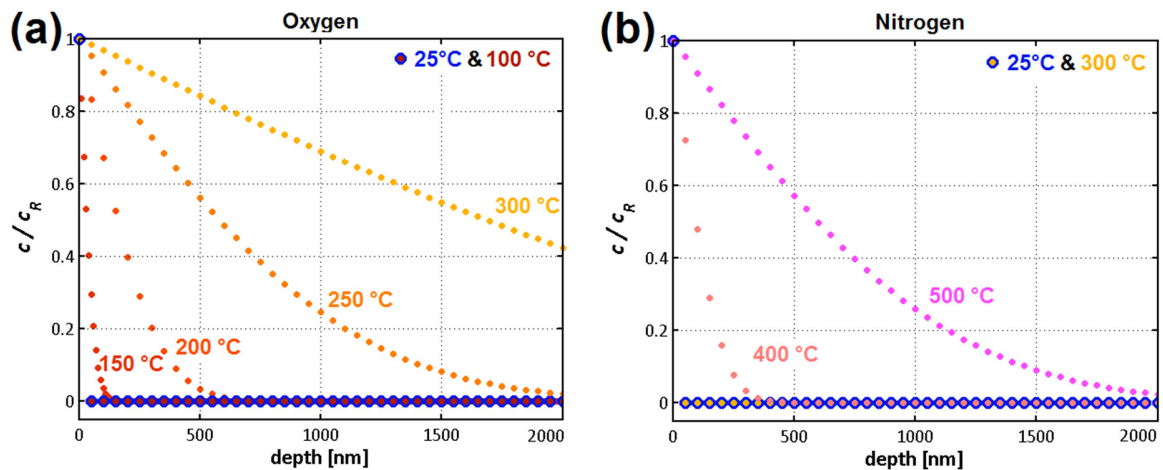 (a)
Oxygen
25°C & 100 °C
1
0.8
0.6
0.4
0.2
0
c / cR
300 °C
250 °C
200 °C
150 °C
0
500
1000
1500
2000
depth [nm]
(b)
Nitrogen
25°C & 300 °C
1
0.8
0.6
0.4
0.2
0
c / cR
500 °C
400 °C
0
500
1000
1500
2000
depth [nm]